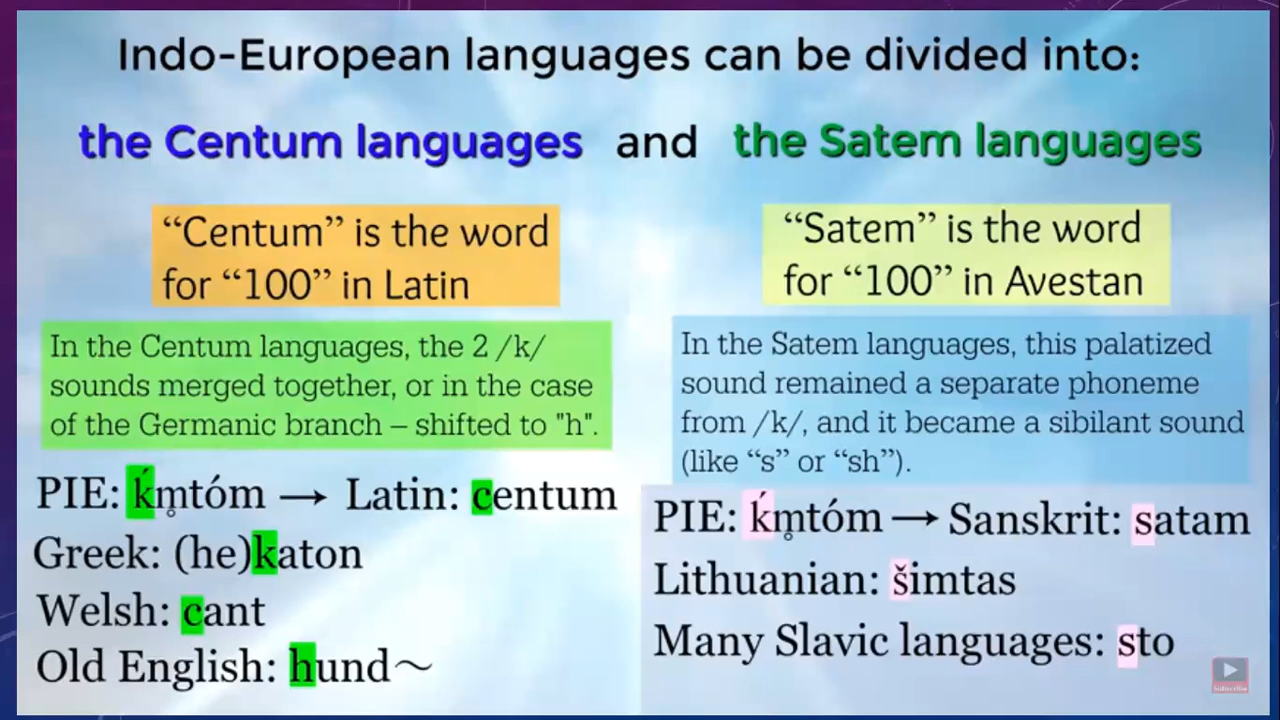 Indo-European languages can be divided into:
the Centum languages and the Satem languages
“Centum” is the word
for “100” in Latin
In the Centum languages, the 2 /k/
sounds merged together, or in the case
of the Germanic branch – shifted to "h".
PIE: ḱm̥tóm → Latin: centum
Greek: (he)katon
Welsh: cant
Old English: hund~
“Satem” is the word
for “100” in Avestan
In the Satem languages, this palatized
sound remained a separate phoneme
from /k/, and it became a sibilant sound
(like “s” or “sh”).
PIE: ḱm̥tóm → Sanskrit: satam
Lithuanian: šimtas
Many Slavic languages: sto
Subscribe